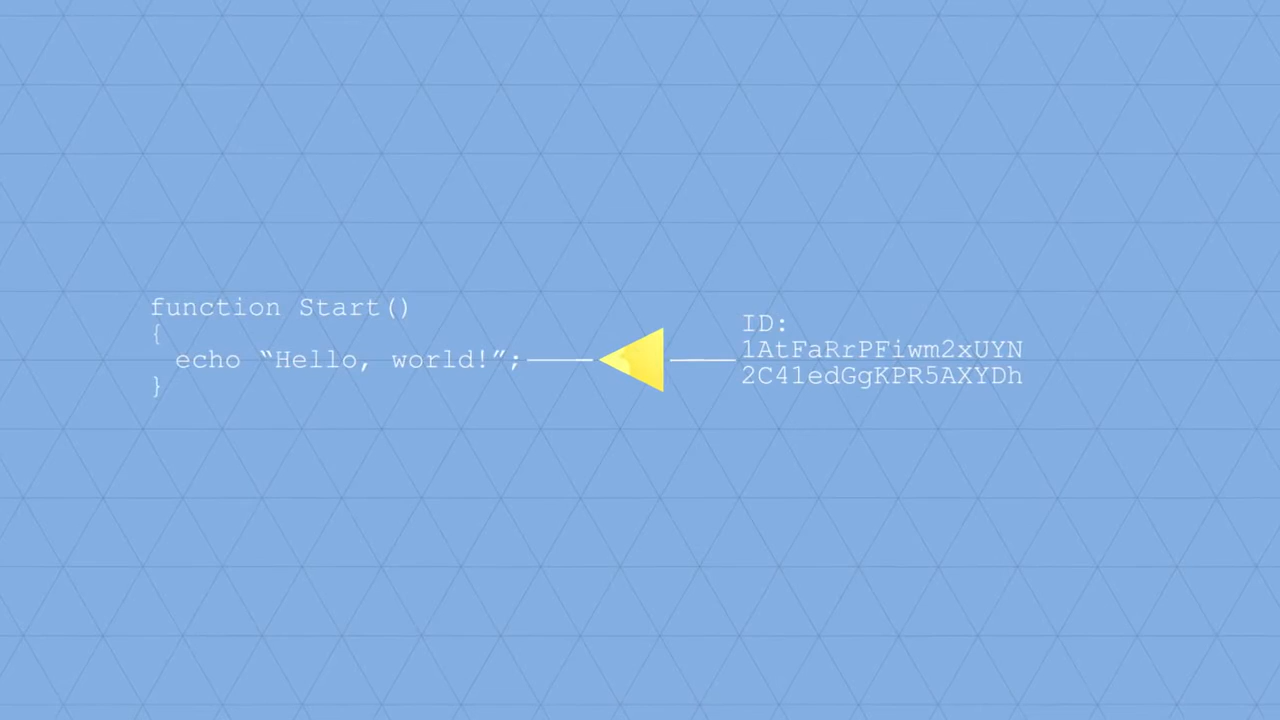 function Start()
{
echo “Hello, world!”;
}
ID:
1AtFaRrPFiwm2xUYN
2C41edGgKPR5AXYDh